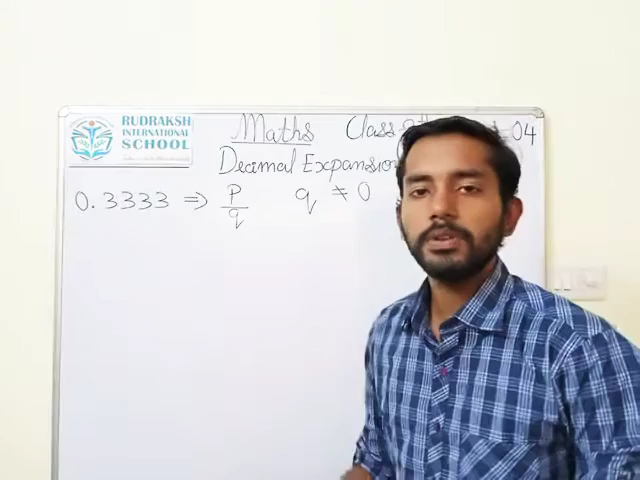 RUDRAKSH
INTERNATIONAL
SCHOOL
Maths Class 04
Decimal Expansion
0.3333 ⇒ p/q q ≠ 0